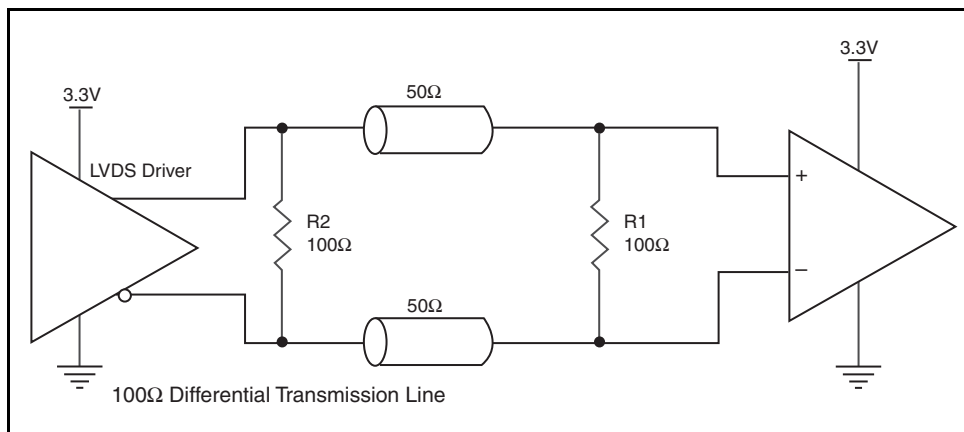 3.3V
LVDS Driver
50Ω
R2
100Ω
50Ω
R1
100Ω
3.3V
+
−
100Ω Differential Transmission Line